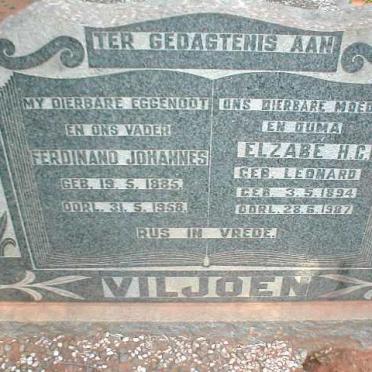 TER GEDAGTENIS AAN
MY DIERBARE EGGENOOT
EN ONS VADER
FERDINAND JOHANNES
GEB. 19.5.1885.
OORL. 31.5.1958.
ONS DIERBARE MOED
EN OUMA
ELZABE H.C.
GEB. LEONARD
GEB. 3.5.1894
OORL. 28.6.1987
RUS IN VREDE.
VILJOEN